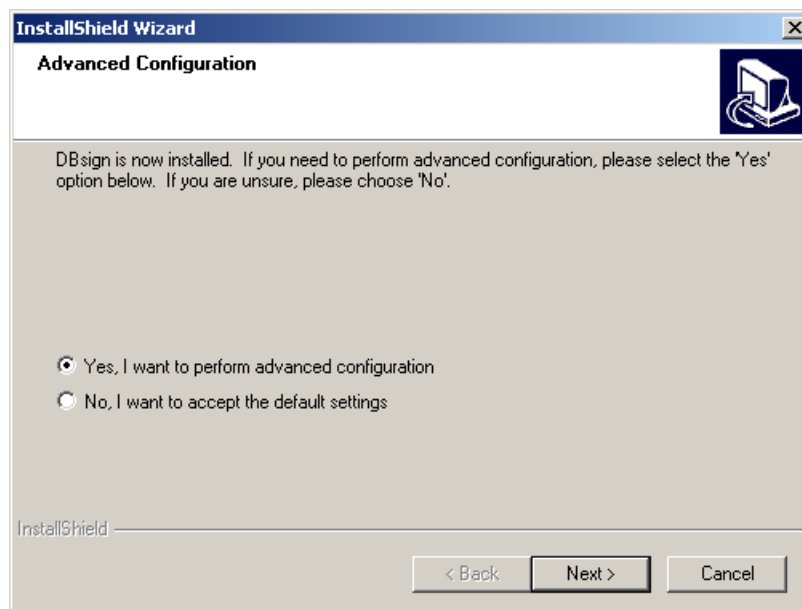 InstallShield Wizard
Advanced Configuration
DBsign is now installed.  If you need to perform advanced configuration, please select the 'Yes'
option below.  If you are unsure, please choose 'No'.
Yes, I want to perform advanced configuration
No, I want to accept the default settings
InstallShield
< Back
Next >
Cancel